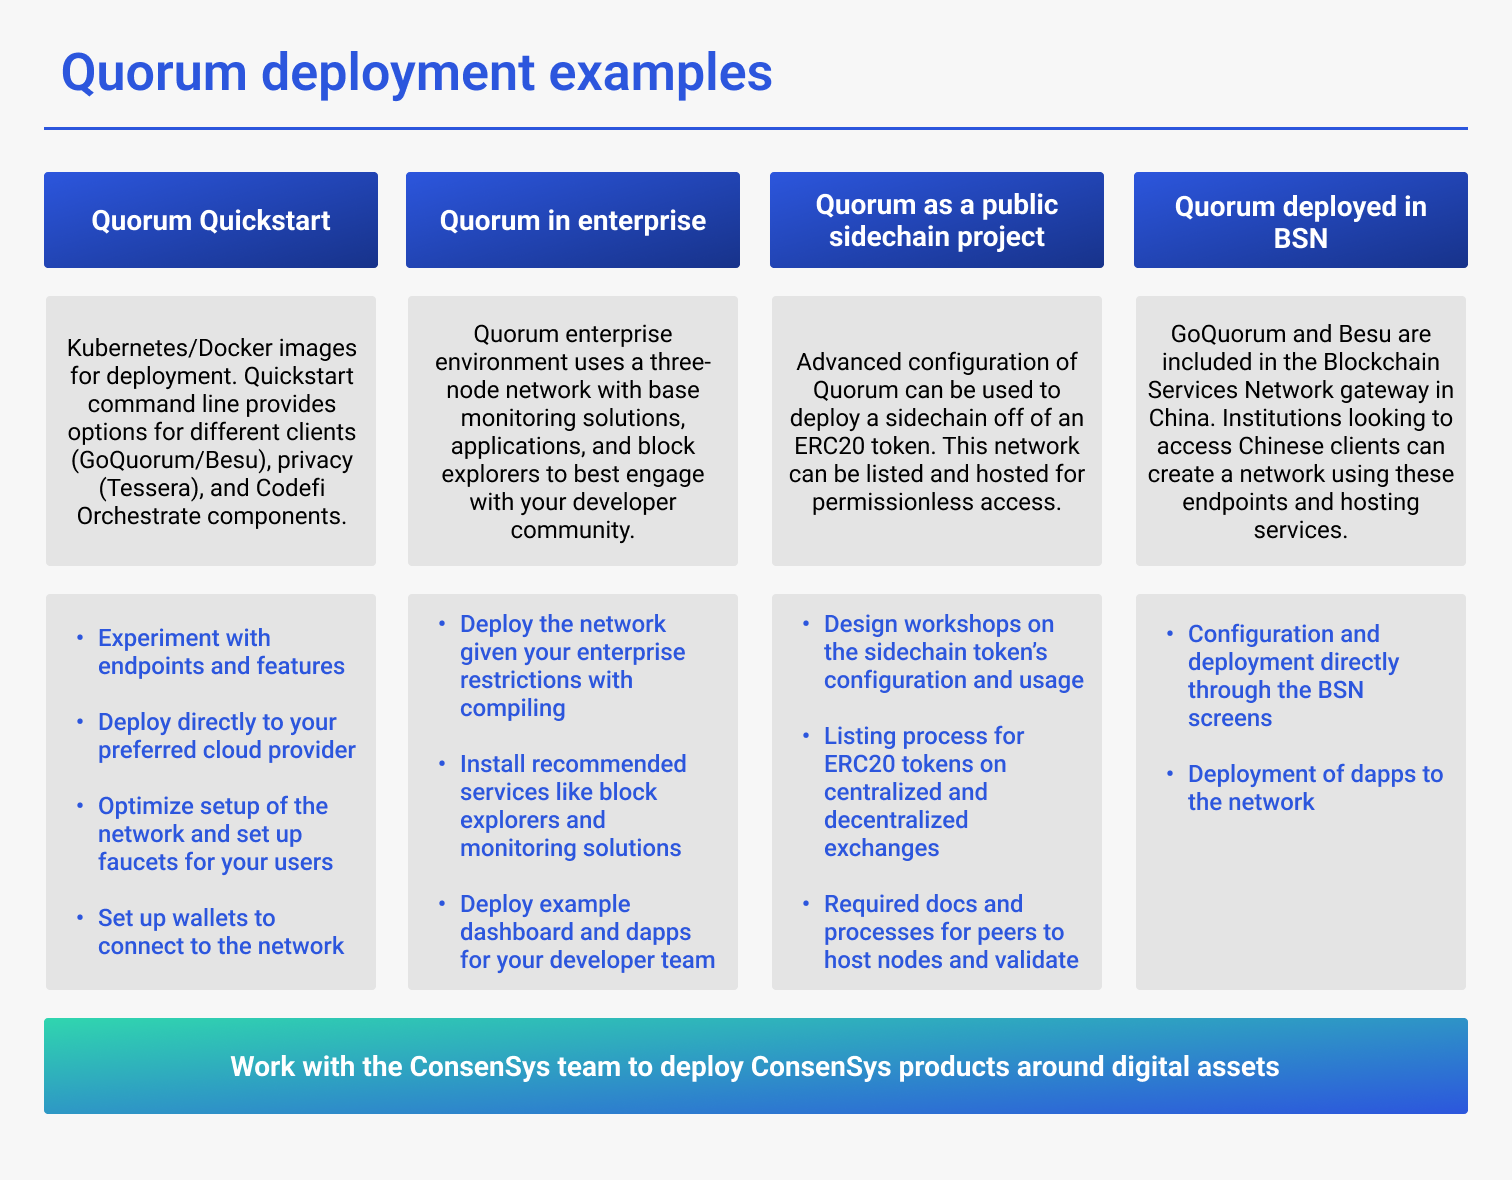 Quorum deployment examples
Quorum Quickstart
Kubernetes/Docker images
for deployment. Quickstart
command line provides
options for different clients
(GoQuorum/Besu), privacy
(Tessera), and Codefi
Orchestrate components.
• Experiment with
endpoints and features
• Deploy directly to your
preferred cloud provider
• Optimize setup of the
network and set up
faucets for your users
• Set up wallets to
connect to the network
Quorum in enterprise
Quorum enterprise
environment uses a three-
node network with base
monitoring solutions,
applications, and block
explorers to best engage
with your developer
community.
• Deploy the network
given your enterprise
restrictions with
compiling
• Install recommended
services like block
explorers and
monitoring solutions
• Deploy example
dashboard and dapps
for your developer team
Quorum as a public
sidechain project
Advanced configuration of
Quorum can be used to
deploy a sidechain off of an
ERC20 token. This network
can be listed and hosted for
permissionless access.
• Design workshops on
the sidechain token’s
configuration and usage
• Listing process for
ERC20 tokens on
centralized and
decentralized
exchanges
• Required docs and
processes for peers to
host nodes and validate
Quorum deployed in
BSN
GoQuorum and Besu are
included in the Blockchain
Services Network gateway in
China. Institutions looking to
access Chinese clients can
create a network using these
endpoints and hosting
services.
• Configuration and
deployment directly
through the BSN
screens
• Deployment of dapps to
the network
Work with the ConsenSys team to deploy ConsenSys products around digital assets